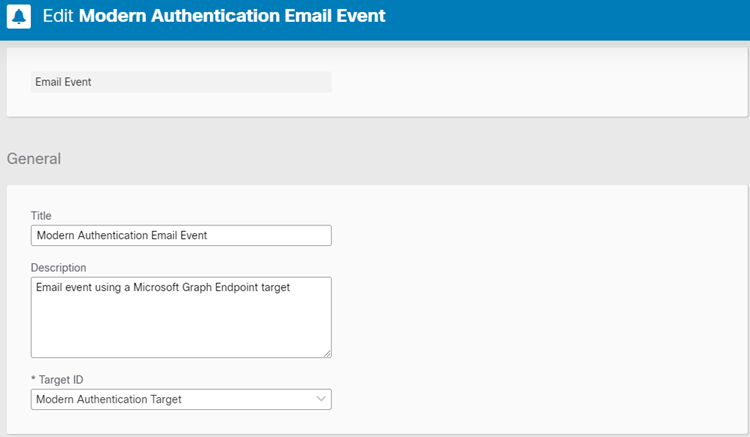 Edit Modern Authentication Email Event
Email Event
General
Title
Modern Authentication Email Event
Description
Email event using a Microsoft Graph Endpoint target
* Target ID
Modern Authentication Target